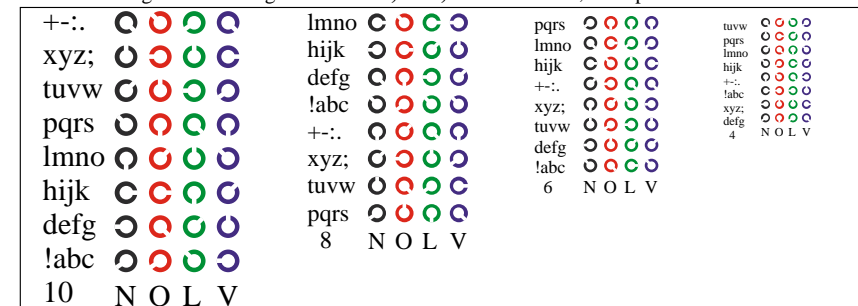 +-:.
xyz;
tuvw
pqrs
lmno
hijk
defg
!abc
10 N O L V
lmno
hijk
defg
!abc
+-:.
xyz;
tuvw
pqrs
8 N O L V
pqrs
lmno
hijk
+-:.
xyz;
tuvw
defg
!abc
6 N O L V
tuvw
pqrs
lmno
hijk
+-:.
!abc
xyz;
defg
4 N O L V